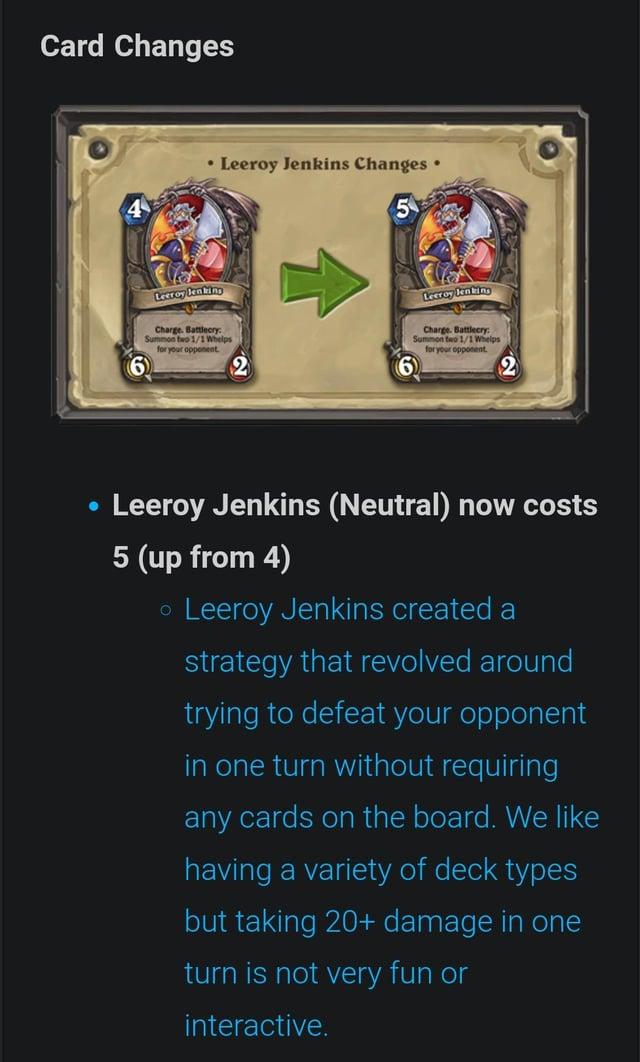 Card Changes
• Leeroy Jenkins Changes •
4
Leeroy Jenkins
Charge. Battlecry:
Summon two 1/1 Whelps
for your opponent.
6
2
5
Leeroy Jenkins
Charge. Battlecry:
Summon two 1/1 Whelps
for your opponent.
6
2
• Leeroy Jenkins (Neutral) now costs
5 (up from 4)
○ Leeroy Jenkins created a
strategy that revolved around
trying to defeat your opponent
in one turn without requiring
any cards on the board. We like
having a variety of deck types
but taking 20+ damage in one
turn is not very fun or
interactive.